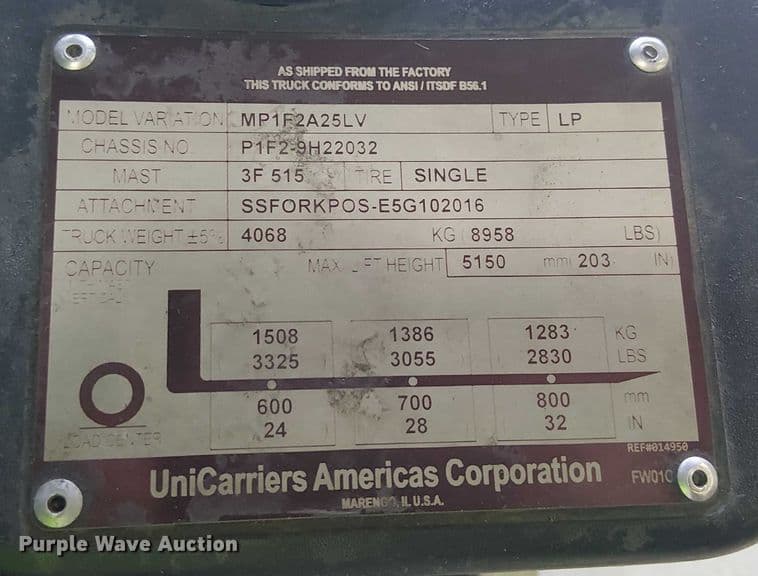 AS SHIPPED FROM THE FACTORY
THIS TRUCK CONFORMS TO ANSI / ITSDF B56.1
MODEL VARIATION MP1F2A25LV TYPE LP
CHASSIS NO. P1F2-9H22032
MAST 3F 515 TIRE SINGLE
ATTACHMENT SSFORKPOS-E5G102016
TRUCK WEIGHT ±5% 4068 KG ( 8958 LBS)
CAPACITY MAX LIFT HEIGHT 5150 mm( 203 IN)
1508 1386 1283 KG
3325 3055 2830 LBS
600 700 800 mm
24 28 32 IN
LOAD CENTER
REF#014950
UniCarriers Americas Corporation
MARENGO, IL U.S.A.
Purple Wave Auction